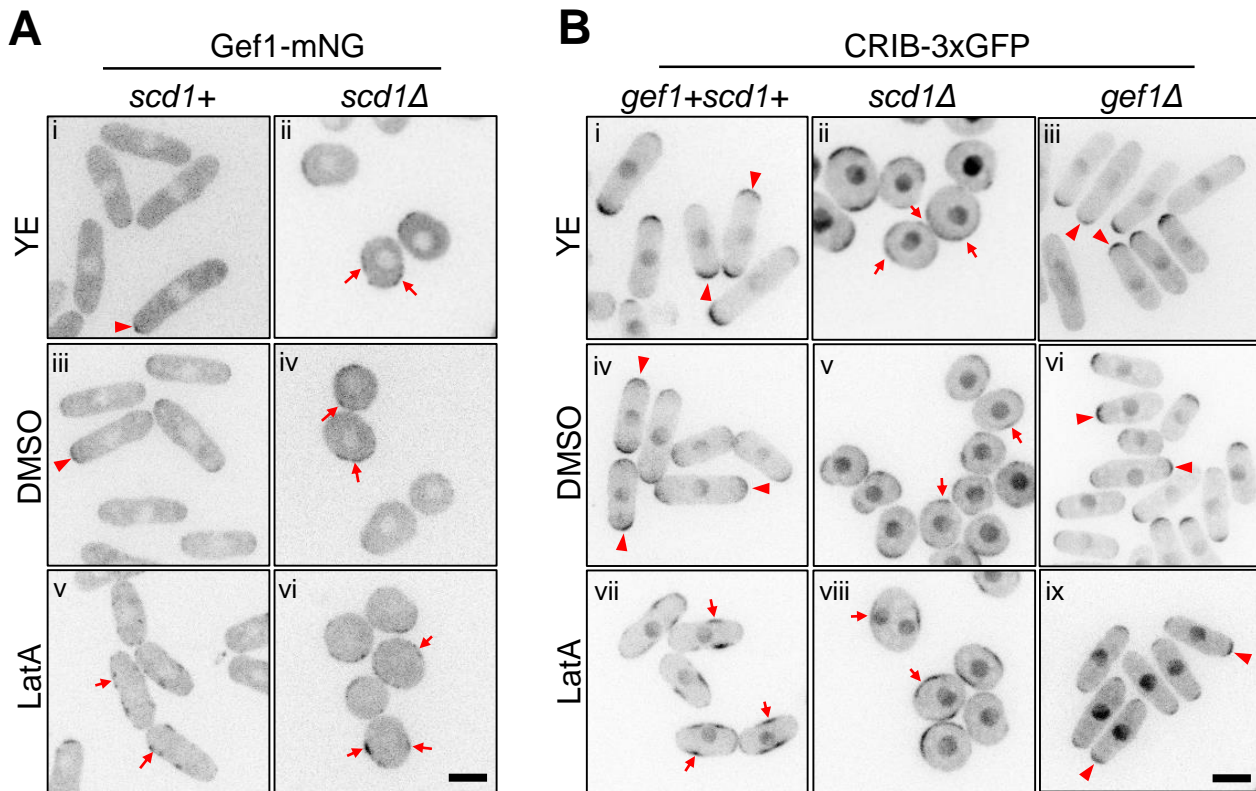 A
Gef1-mNG
scd1+ scd1Δ
B
CRIB-3xGFP
gef1+scd1+ scd1Δ gef1Δ
YE
i ii
DMSO
iii iv
LatA
v vi
YE
i ii iii
DMSO
iv v vi
LatA
vii viii ix